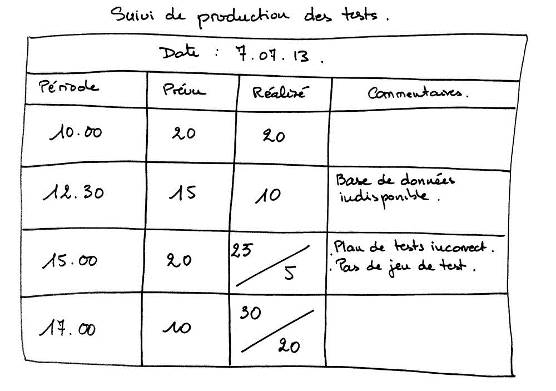 Suivi de production des tests.
Date : 7.07.13.
Période Prévu Réalisé Commentaires.
10.00 20 20
12.30 15 10 Base de données
indisponible.
15.00 20 25/5 .Plan de tests incorrect.
.Pas de jeu de test.
17.00 10 30/20